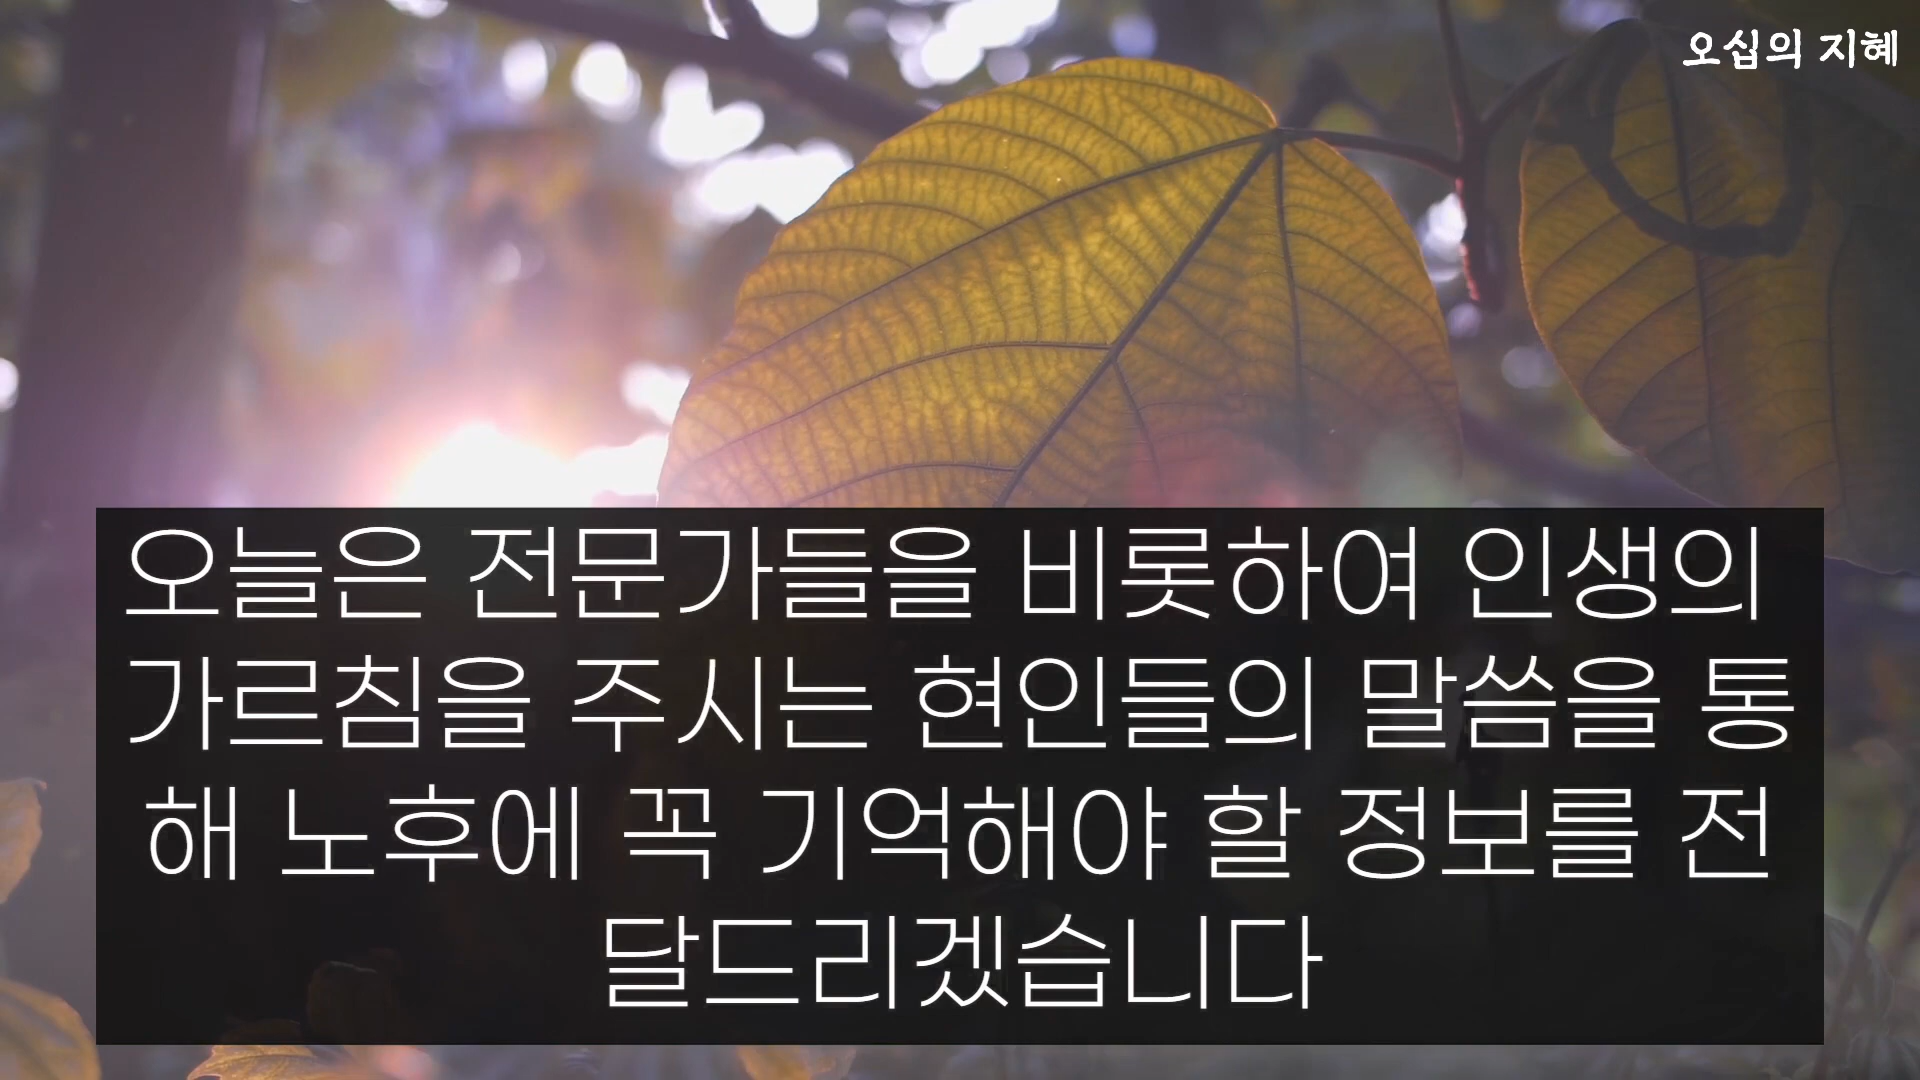 오십의 지혜
오늘은 전문가들을 비롯하여 인생의
가르침을 주시는 현인들의 말씀을 통
해 노후에 꼭 기억해야 할 정보를 전
달드리겠습니다